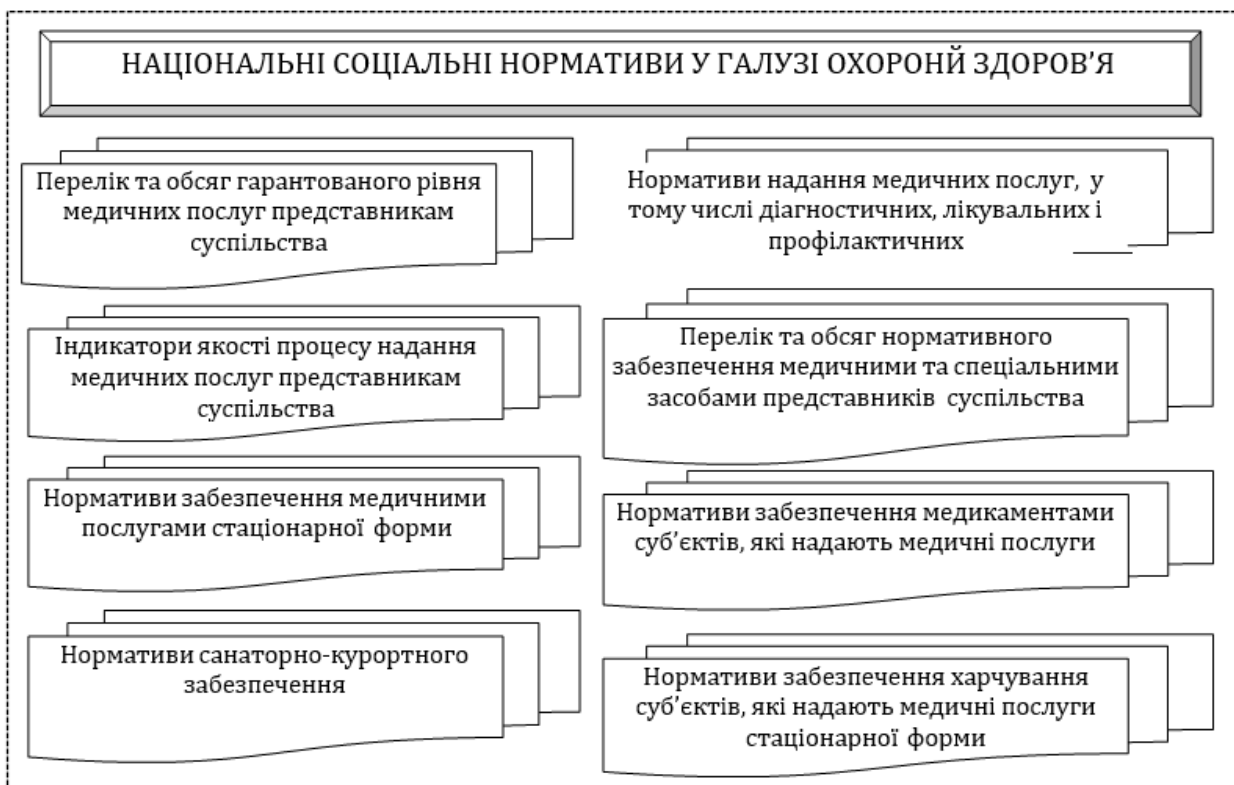 НАЦІОНАЛЬНІ СОЦІАЛЬНІ НОРМАТИВИ У ГАЛУЗІ ОХОРОНЙ ЗДОРОВ’Я
Перелік та обсяг гарантованого рівня
медичних послуг представникам
суспільства
Нормативи надання медичних послуг, у
тому числі діагностичних, лікувальних і
профілактичних
Індикатори якості процесу надання
медичних послуг представникам
суспільства
Перелік та обсяг нормативного
забезпечення медичними та спеціальними
засобами представників суспільства
Нормативи забезпечення медичними
послугами стаціонарної форми
Нормативи забезпечення медикаментами
суб’єктів, які надають медичні послуги
Нормативи санаторно-курортного
забезпечення
Нормативи забезпечення харчування
суб’єктів, які надають медичні послуги
стаціонарної форми